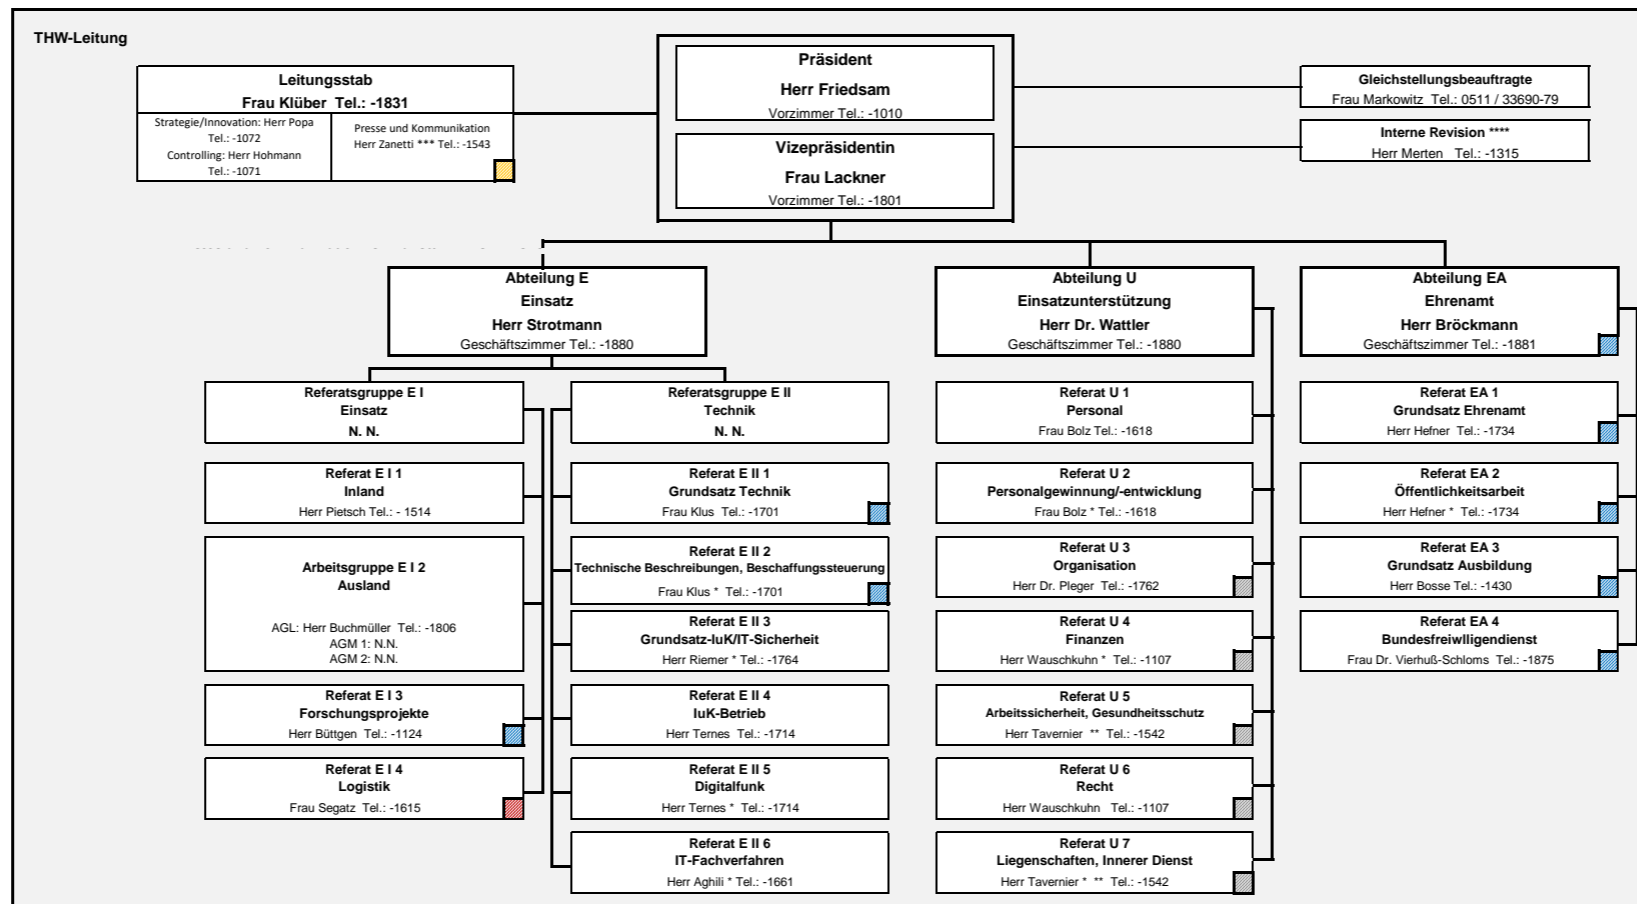 THW-Leitung
Präsident
Herr Friedsam
Vorzimmer Tel.: -1010
Vizepräsidentin
Frau Lackner
Vorzimmer Tel.: -1801
Leitungsstab
Frau Klüber Tel.: -1831
Strategie/Innovation: Herr Popa
Tel.: -1072
Controlling: Herr Hohmann
Tel.: -1071
Presse und Kommunikation
Herr Zanetti *** Tel.: -1543
Gleichstellungsbeauftragte
Frau Markowitz Tel.: 0511 / 33690-79
Interne Revision ****
Herr Merten Tel.: -1315
Abteilung E
Einsatz
Herr Strotmann
Geschäftszimmer Tel.: -1880
Referatsgruppe E I
Einsatz
N. N.
Referat E I 1
Inland
Herr Pietsch Tel.: - 1514
Arbeitsgruppe E I 2
Ausland
AGL: Herr Buchmüller Tel.: -1806
AGM 1: N.N.
AGM 2: N.N.
Referat E I 3
Forschungsprojekte
Herr Büttgen Tel.: -1124
Referat E I 4
Logistik
Frau Segatz Tel.: -1615
Referatsgruppe E II
Technik
N. N.
Referat E II 1
Grundsatz Technik
Frau Klus Tel.: -1701
Referat E II 2
Technische Beschreibungen, Beschaffungssteuerung
Frau Klus * Tel.: -1701
Referat E II 3
Grundsatz-IuK/IT-Sicherheit
Herr Riemer * Tel.: -1764
Referat E II 4
IuK-Betrieb
Herr Ternes Tel.: -1714
Referat E II 5
Digitalfunk
Herr Ternes * Tel.: -1714
Referat E II 6
IT-Fachverfahren
Herr Aghili * Tel.: -1661
Abteilung U
Einsatzunterstützung
Herr Dr. Wattler
Geschäftszimmer Tel.: -1880
Referat U 1
Personal
Frau Bolz Tel.: -1618
Referat U 2
Personalgewinnung/-entwicklung
Frau Bolz * Tel.: -1618
Referat U 3
Organisation
Herr Dr. Pleger Tel.: -1762
Referat U 4
Finanzen
Herr Wauschkuhn * Tel.: -1107
Referat U 5
Arbeitssicherheit, Gesundheitsschutz
Herr Tavernier ** Tel.: -1542
Referat U 6
Recht
Herr Wauschkuhn Tel.: -1107
Referat U 7
Liegenschaften, Innerer Dienst
Herr Tavernier * ** Tel.: -1542
Abteilung EA
Ehrenamt
Herr Bröckmann
Geschäftszimmer Tel.: -1881
Referat EA 1
Grundsatz Ehrenamt
Herr Hefner Tel.: -1734
Referat EA 2
Öffentlichkeitsarbeit
Herr Hefner * Tel.: -1734
Referat EA 3
Grundsatz Ausbildung
Herr Bosse Tel.: -1430
Referat EA 4
Bundesfreiwlligendienst
Frau Dr. Vierhuß-Schloms Tel.: -1875